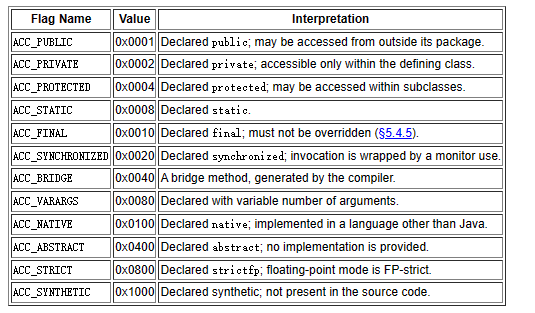 Flag Name Value Interpretation
ACC_PUBLIC 0x0001 Declared public; may be accessed from outside its package.
ACC_PRIVATE 0x0002 Declared private; accessible only within the defining class.
ACC_PROTECTED 0x0004 Declared protected; may be accessed within subclasses.
ACC_STATIC 0x0008 Declared static.
ACC_FINAL 0x0010 Declared final; must not be overridden (§5.4.5).
ACC_SYNCHRONIZED 0x0020 Declared synchronized; invocation is wrapped by a monitor use.
ACC_BRIDGE 0x0040 A bridge method, generated by the compiler.
ACC_VARARGS 0x0080 Declared with variable number of arguments.
ACC_NATIVE 0x0100 Declared native; implemented in a language other than Java.
ACC_ABSTRACT 0x0400 Declared abstract; no implementation is provided.
ACC_STRICT 0x0800 Declared strictfp; floating-point mode is FP-strict.
ACC_SYNTHETIC 0x1000 Declared synthetic; not present in the source code.